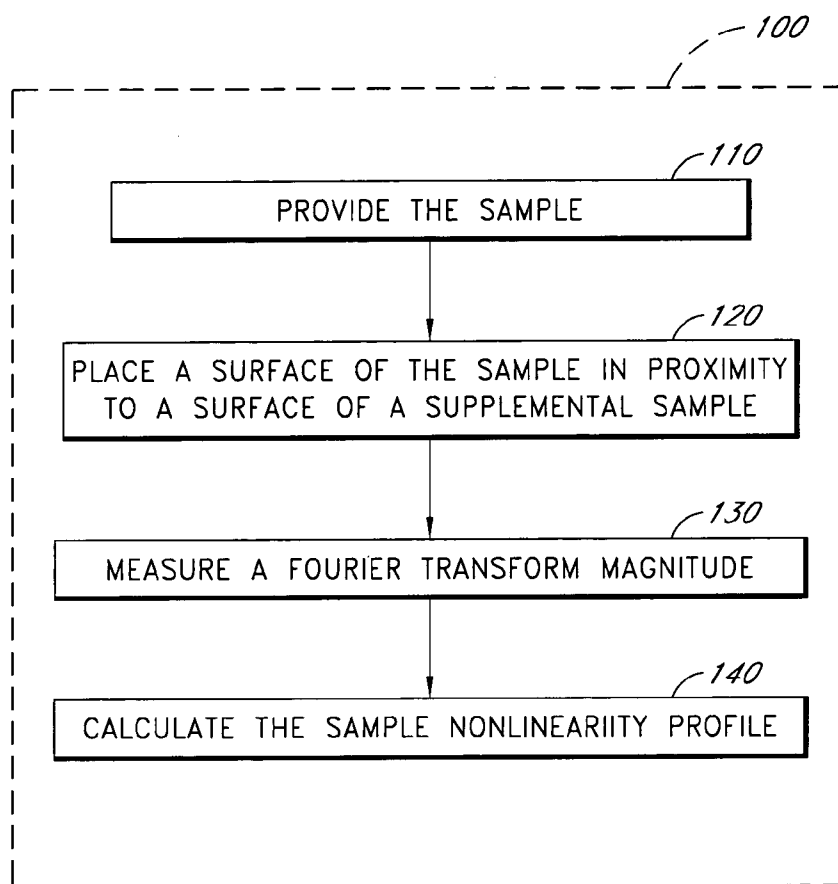 100
110
PROVIDE THE SAMPLE
120
PLACE A SURFACE OF THE SAMPLE IN PROXIMITY
TO A SURFACE OF A SUPPLEMENTAL SAMPLE
130
MEASURE A FOURIER TRANSFORM MAGNITUDE
140
CALCULATE THE SAMPLE NONLINEARIITY PROFILE